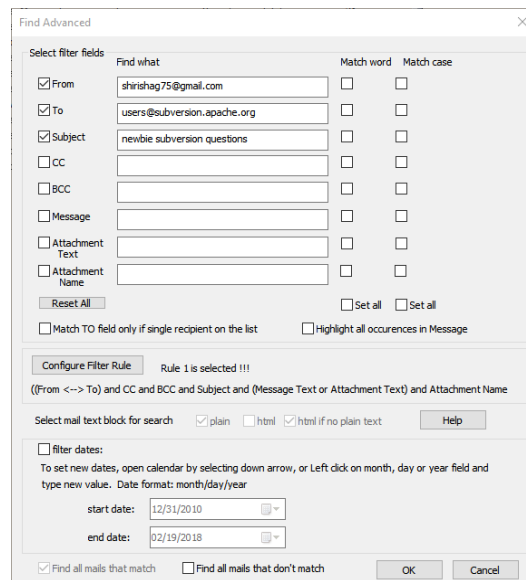 Find Advanced
Select filter fields
Find what Match word Match case
From shirishag75@gmail.com
To users@subversion.apache.org
Subject newbie subversion questions
CC
BCC
Message
Attachment
Text
Attachment
Name
Reset All Set all Set all
Match TO field only if single recipient on the list Highlight all occurences in Message
Configure Filter Rule Rule 1 is selected !!!
((From <--> To) and CC and BCC and Subject and (Message Text or Attachment Text) and Attachment Name
Select mail text block for search plain html html if no plain text Help
filter dates:
To set new dates, open calendar by selecting down arrow, or Left click on month, day or year field and
type new value. Date format: month/day/year
start date: 12/31/2010
end date: 02/19/2018
Find all mails that match Find all mails that don't match OK Cancel